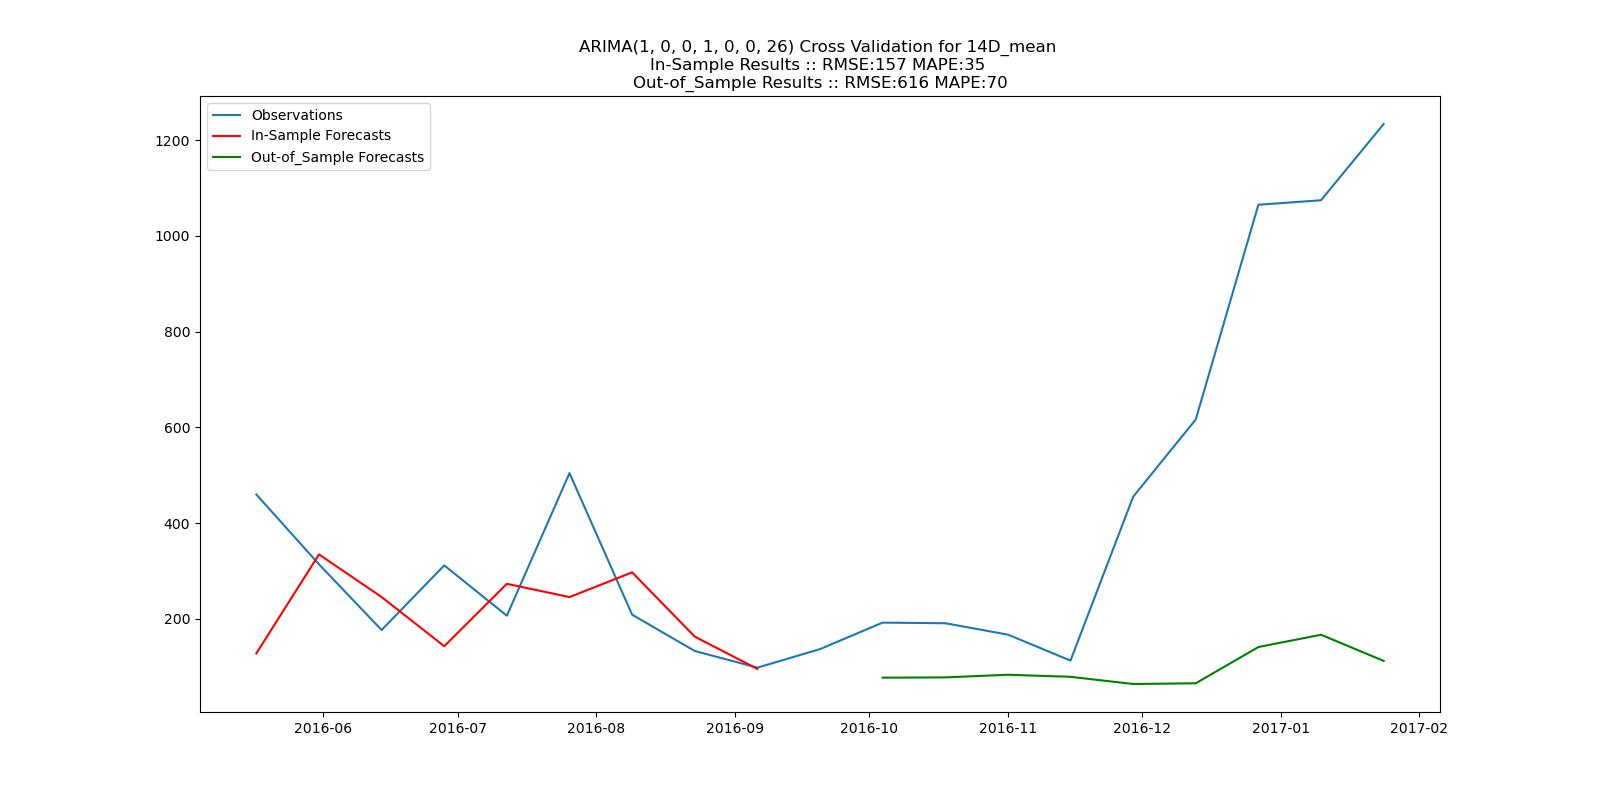 ARIMA(1, 0, 0, 1, 0, 0, 26) Cross Validation for 14D_mean
In-Sample Results :: RMSE:157 MAPE:35
Out-of_Sample Results :: RMSE:616 MAPE:70
Observations
In-Sample Forecasts
Out-of_Sample Forecasts
1200
1000
800
600
400
200
2016-06 2016-07 2016-08 2016-09 2016-10 2016-11 2016-12 2017-01 2017-02